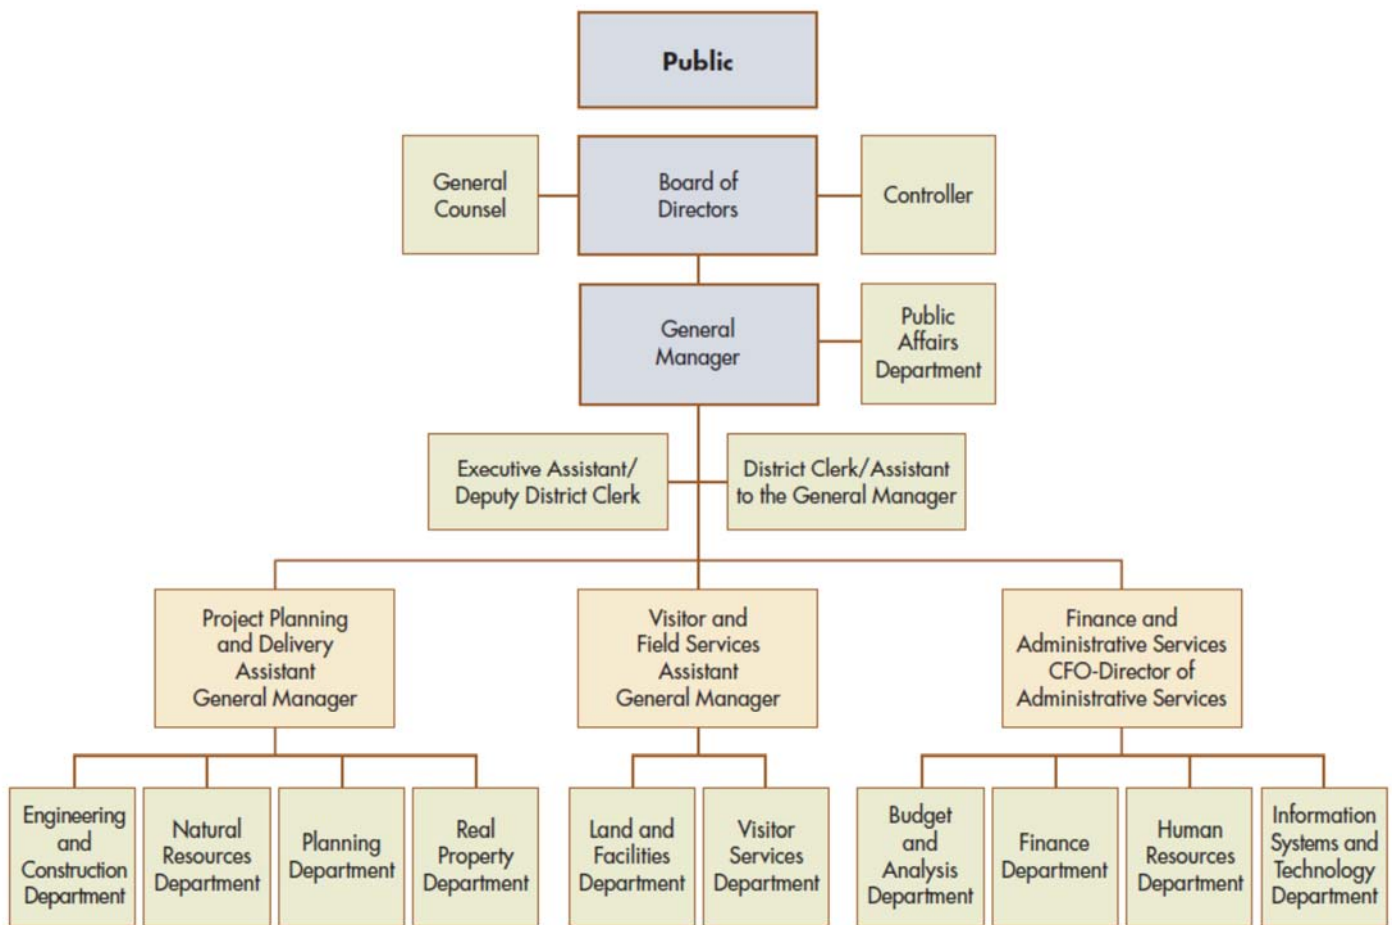 Public
General
Counsel
Board of
Directors
Controller
General
Manager
Public
Affairs
Department
Executive Assistant/
Deputy District Clerk
District Clerk/Assistant
to the General Manager
Project Planning
and Delivery
Assistant
General Manager
Visitor and
Field Services
Assistant
General Manager
Finance and
Administrative Services
CFO-Director of
Administrative Services
Engineering
and
Construction
Department
Natural
Resources
Department
Planning
Department
Real
Property
Department
Land and
Facilities
Department
Visitor
Services
Department
Budget
and
Analysis
Department
Finance
Department
Human
Resources
Department
Information
Systems and
Technology
Department